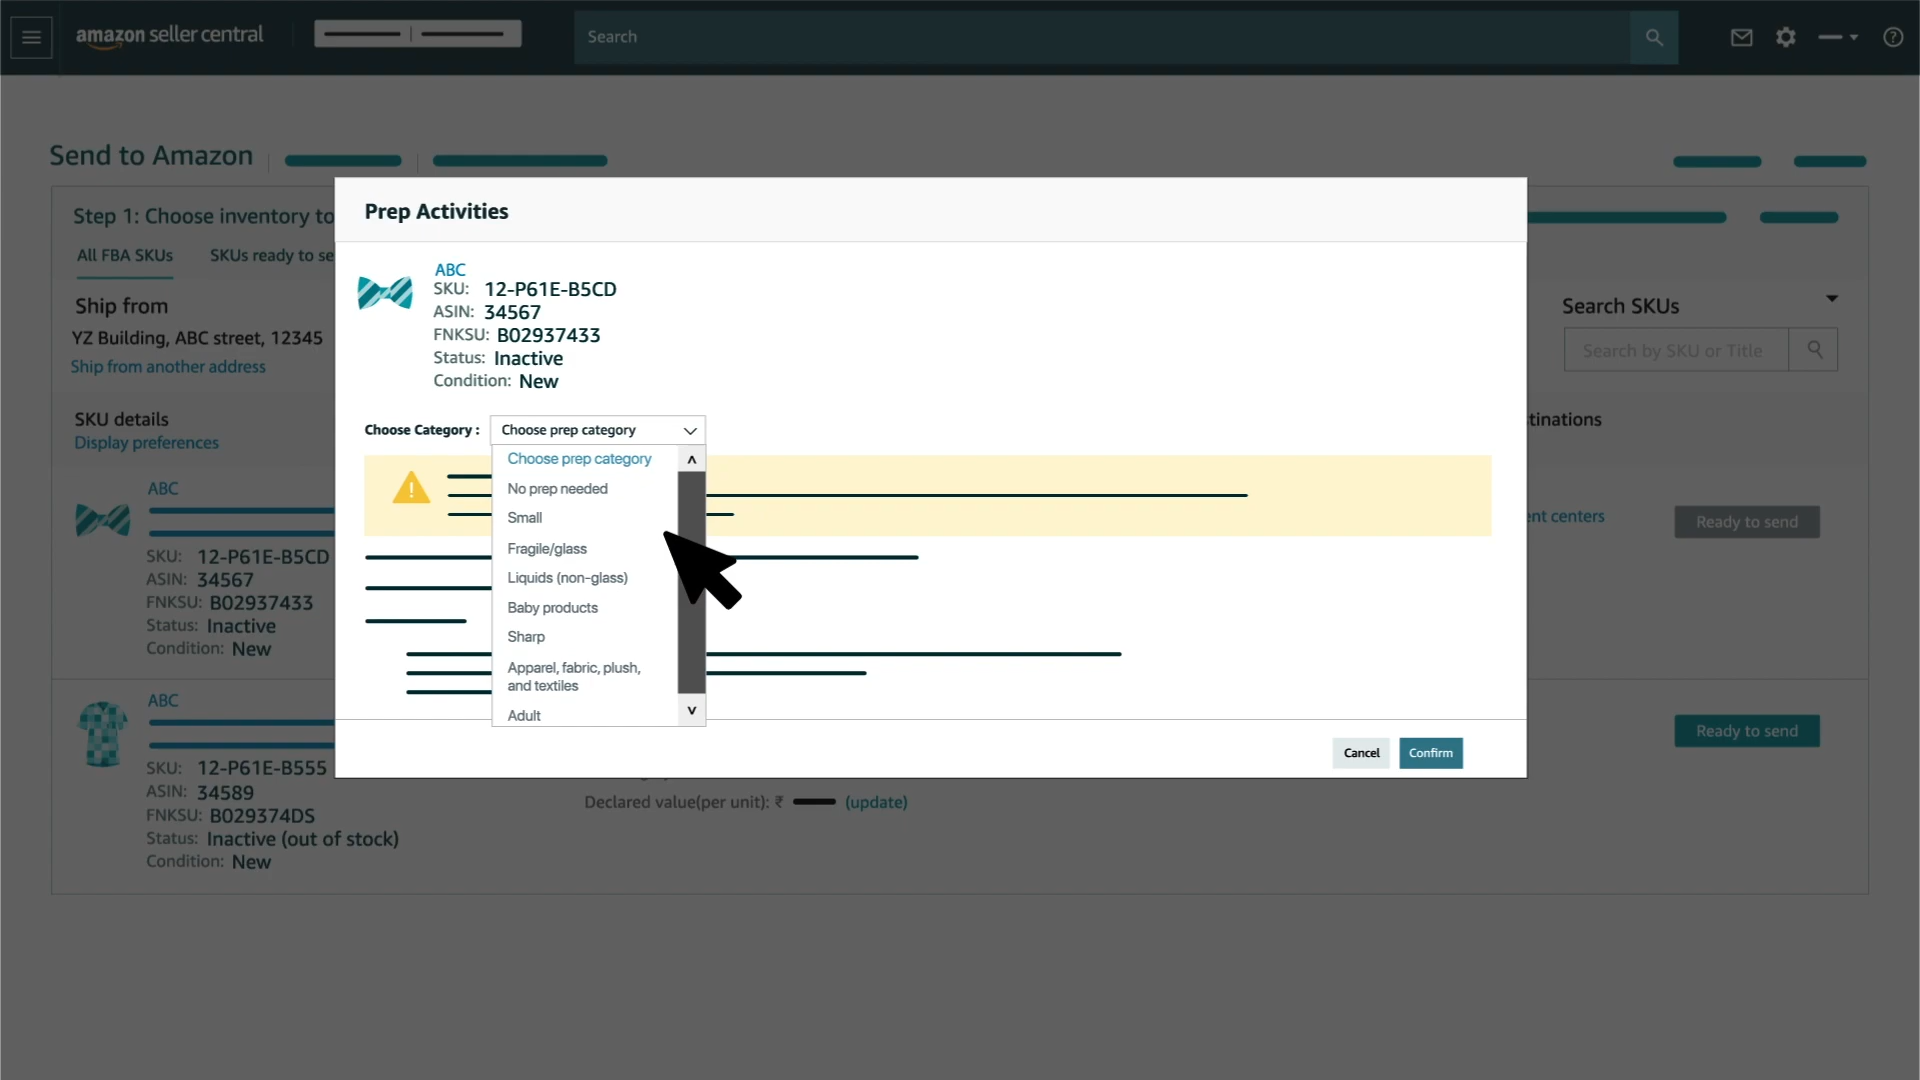 amazon seller central
Search
Send to Amazon
Step 1: Choose inventory to
All FBA SKUs
SKUs ready to se
Ship from
YZ Building, ABC street, 12345
Ship from another address
SKU details
Display preferences
ABC
SKU: 12-P61E-B5CD
ASIN: 34567
FNKSU: B02937433
Status: Inactive
Condition: New
ABC
SKU: 12-P61E-B555
ASIN: 34589
FNKSU: B029374DS
Status: Inactive (out of stock)
Condition: New
Prep Activities
ABC
SKU: 12-P61E-B5CD
ASIN: 34567
FNKSU: B02937433
Status: Inactive
Condition: New
Choose Category : Choose prep category
Choose prep category
No prep needed
Small
Fragile/glass
Liquids (non-glass)
Baby products
Sharp
Apparel, fabric, plush,
and textiles
Adult
Cancel
Confirm
Declared value(per unit): ₹ (update)
Search SKUs
Search by SKU or Title
tinations
nt centers
Ready to send
Ready to send